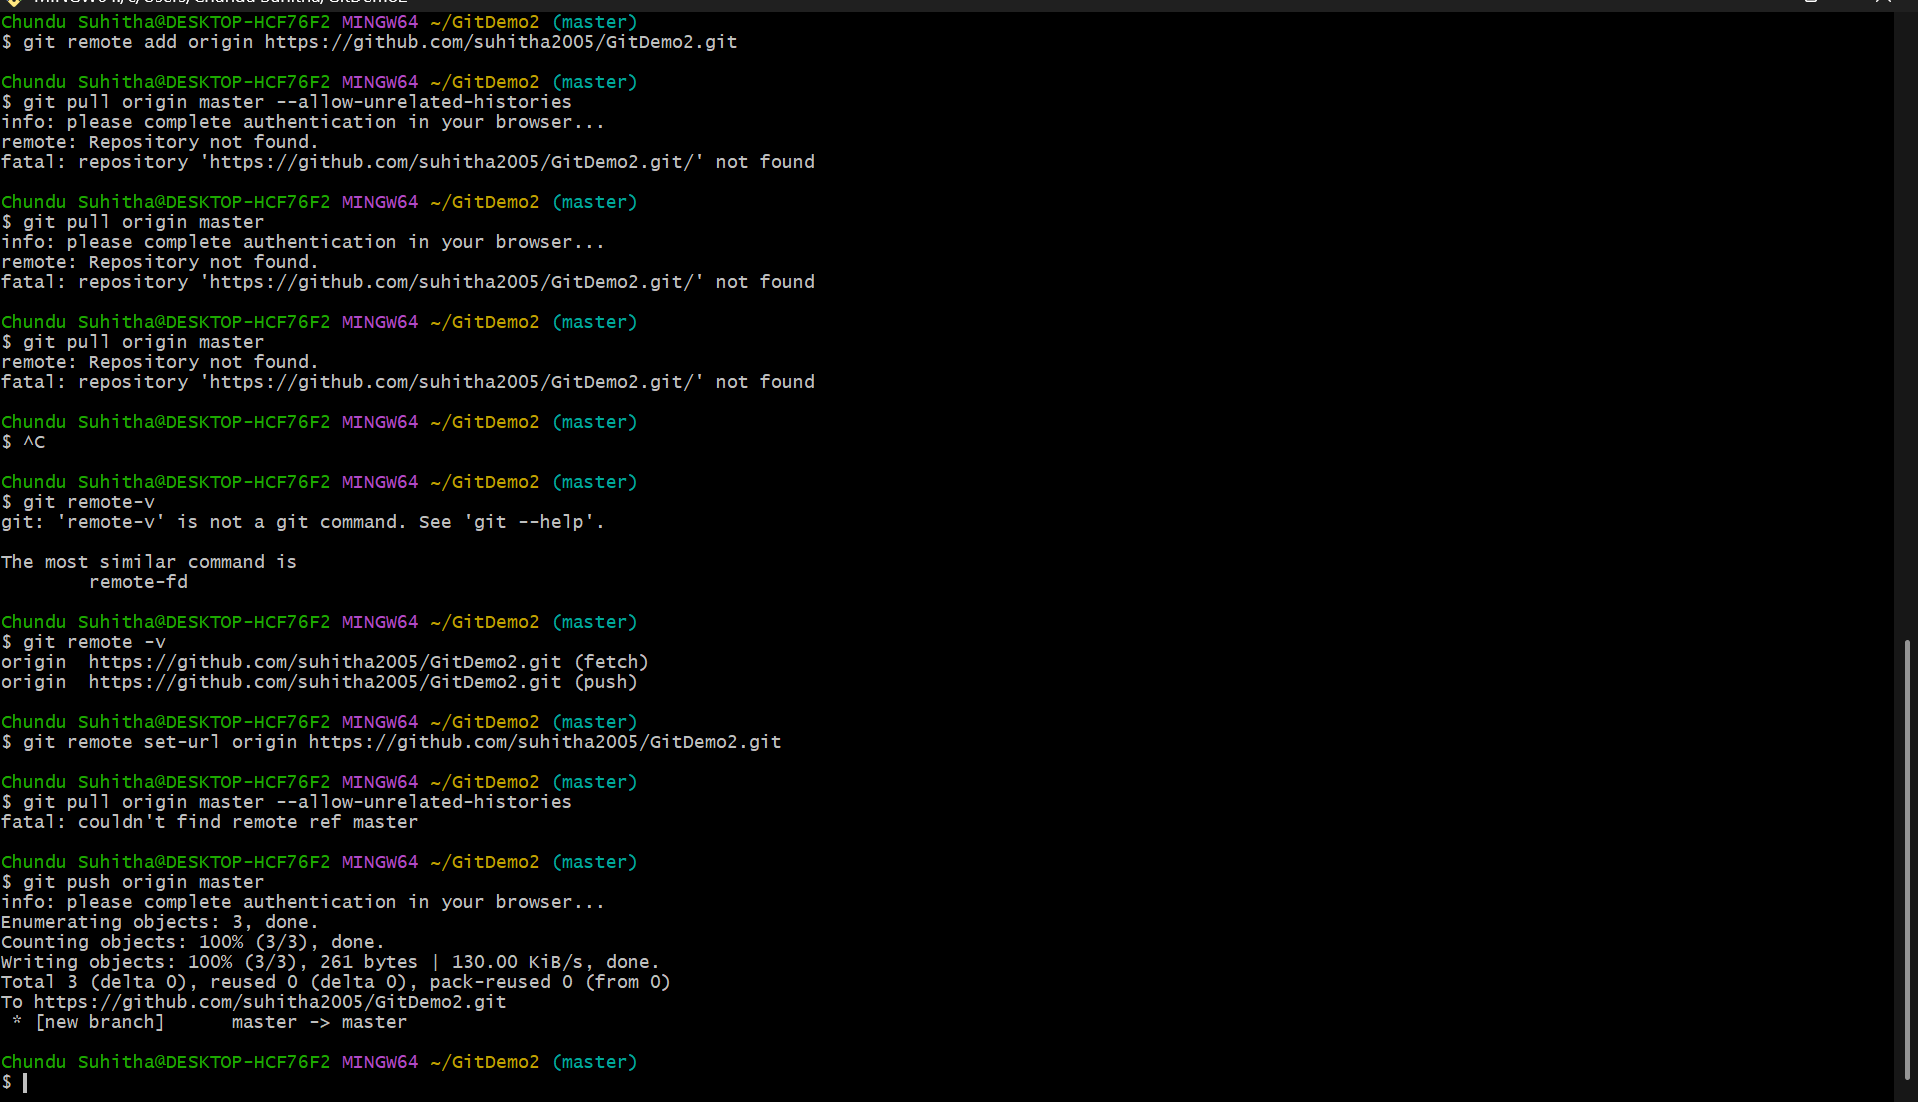 Chundu Suhitha@DESKTOP-HCF76F2 MINGW64 ~/GitDemo2 (master)
$ git remote add origin https://github.com/suhitha2005/GitDemo2.git
Chundu Suhitha@DESKTOP-HCF76F2 MINGW64 ~/GitDemo2 (master)
$ git pull origin master --allow-unrelated-histories
info: please complete authentication in your browser...
remote: Repository not found.
fatal: repository 'https://github.com/suhitha2005/GitDemo2.git/' not found
Chundu Suhitha@DESKTOP-HCF76F2 MINGW64 ~/GitDemo2 (master)
$ git pull origin master
info: please complete authentication in your browser...
remote: Repository not found.
fatal: repository 'https://github.com/suhitha2005/GitDemo2.git/' not found
Chundu Suhitha@DESKTOP-HCF76F2 MINGW64 ~/GitDemo2 (master)
$ git pull origin master
remote: Repository not found.
fatal: repository 'https://github.com/suhitha2005/GitDemo2.git/' not found
Chundu Suhitha@DESKTOP-HCF76F2 MINGW64 ~/GitDemo2 (master)
$ ^C
Chundu Suhitha@DESKTOP-HCF76F2 MINGW64 ~/GitDemo2 (master)
$ git remote-v
git: 'remote-v' is not a git command. See 'git --help'.
The most similar command is
remote-fd
Chundu Suhitha@DESKTOP-HCF76F2 MINGW64 ~/GitDemo2 (master)
$ git remote -v
origin  https://github.com/suhitha2005/GitDemo2.git (fetch)
origin  https://github.com/suhitha2005/GitDemo2.git (push)
Chundu Suhitha@DESKTOP-HCF76F2 MINGW64 ~/GitDemo2 (master)
$ git remote set-url origin https://github.com/suhitha2005/GitDemo2.git
Chundu Suhitha@DESKTOP-HCF76F2 MINGW64 ~/GitDemo2 (master)
$ git pull origin master --allow-unrelated-histories
fatal: couldn't find remote ref master
Chundu Suhitha@DESKTOP-HCF76F2 MINGW64 ~/GitDemo2 (master)
$ git push origin master
info: please complete authentication in your browser...
Enumerating objects: 3, done.
Counting objects: 100% (3/3), done.
Writing objects: 100% (3/3), 261 bytes | 130.00 KiB/s, done.
Total 3 (delta 0), reused 0 (delta 0), pack-reused 0 (from 0)
To https://github.com/suhitha2005/GitDemo2.git
* [new branch]      master -> master
Chundu Suhitha@DESKTOP-HCF76F2 MINGW64 ~/GitDemo2 (master)
$